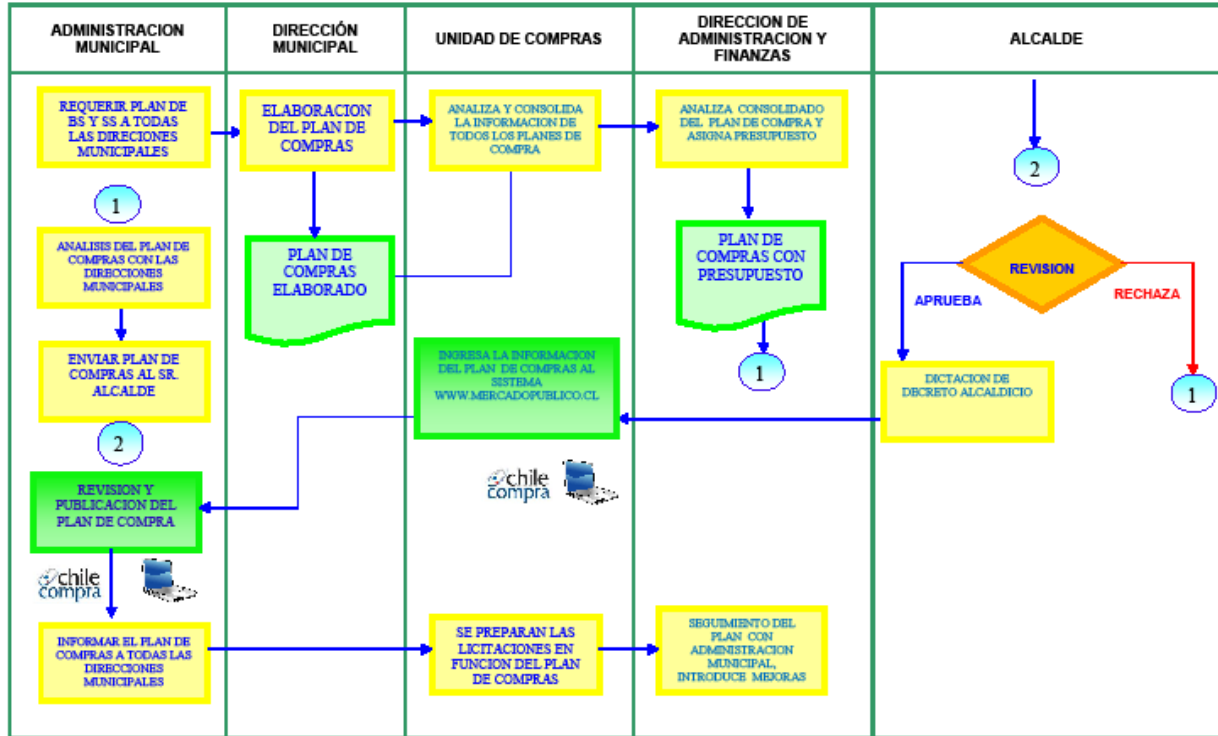 ADMINISTRACION
MUNICIPAL
DIRECCIÓN
MUNICIPAL
UNIDAD DE COMPRAS
DIRECCION DE
ADMINISTRACION Y
FINANZAS
ALCALDE
REQUERIR PLAN DE
BS Y SS A TODAS
LAS DIRECIONES
MUNICIPALES
ELABORACION
DEL PLAN DE
COMPRAS
ANALIZA Y CONSOLIDA
LA INFORMACION DE
TODOS LOS PLANES DE
COMPRA
ANALIZA CONSOLIDADO
DEL PLAN DE COMPRA Y
ASIGNA PRESUPUESTO
2
1
ANALISIS DEL PLAN DE
COMPRAS CON LAS
DIRECCIONES
MUNICIPALES
PLAN DE
COMPRAS
ELABORADO
PLAN DE
COMPRAS CON
PRESUPUESTO
REVISION
APRUEBA
RECHAZA
ENVIAR PLAN DE
COMPRAS AL SR.
ALCALDE
INGRESA LA INFORMACION
DEL PLAN DE COMPRAS AL
SISTEMA
WWW.MERCADOPUBLICO.CL
1
DICTACION DE
DECRETO ALCALDICIO
1
2
REVISION Y
PUBLICACION DEL
PLAN DE COMPRA
chile
compra
chile
compra
INFORMAR EL PLAN DE
COMPRAS A TODAS LAS
DIRECCIONES
MUNICIPALES
SE PREPARAN LAS
LICITACIONES EN
FUNCION DEL PLAN
DE COMPRAS
SEGUIMIENTO DEL
PLAN CON
ADMINISTRACION
MUNICIPAL,
INTRODUCE MEJORAS